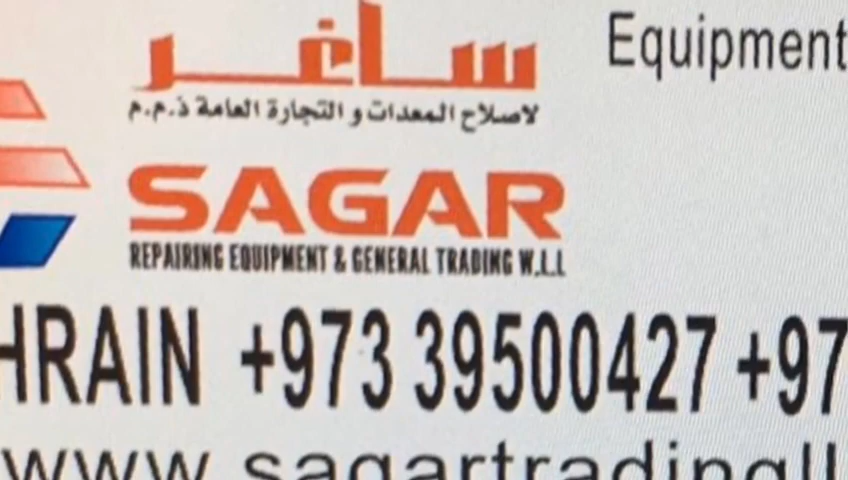 Equipment
ساغر
لاصلاح المعدات و التجارة العامة ذ.م.م
SAGAR
REPAIRING EQUIPMENT & GENERAL TRADING W.L.L
HRAIN +973 39500427 +97
www.sagartradingll